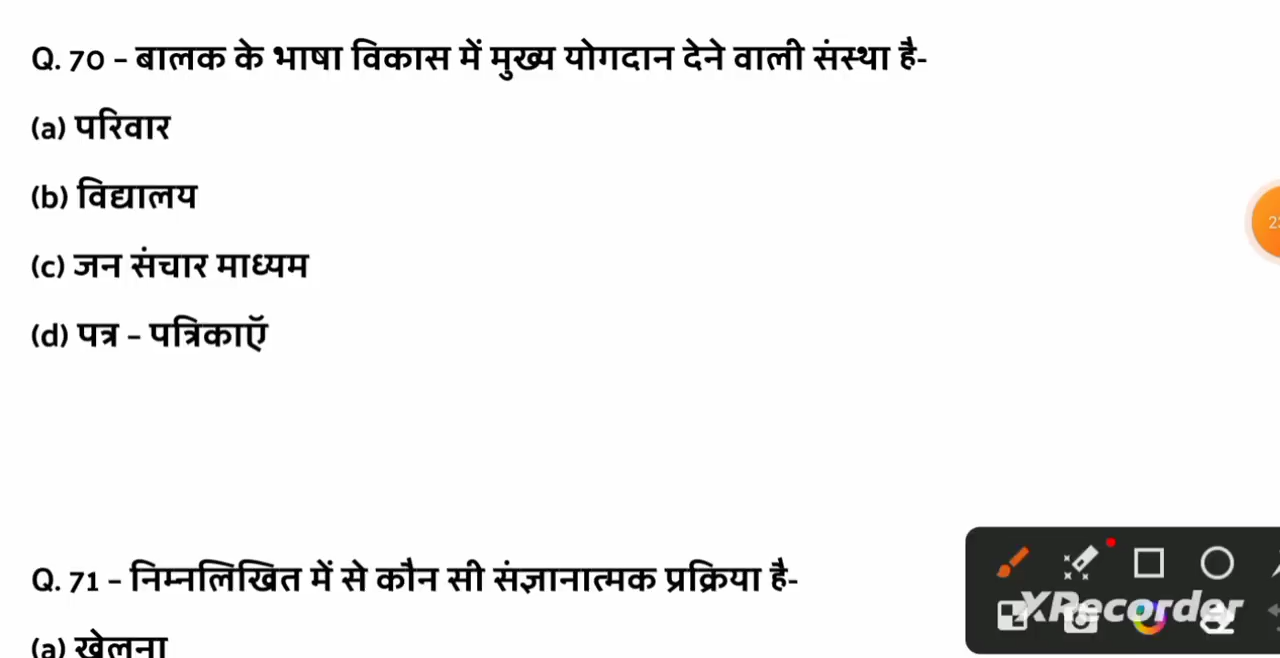 Q. 70 – बालक के भाषा विकास में मुख्य योगदान देने वाली संस्था है-
(a) परिवार
(b) विद्यालय
(c) जन संचार माध्यम
(d) पत्र – पत्रिकाऍ
Q. 71 – निम्नलिखित में से कौन सी संज्ञानात्मक प्रक्रिया है-
(a) खेलना
XRecorder